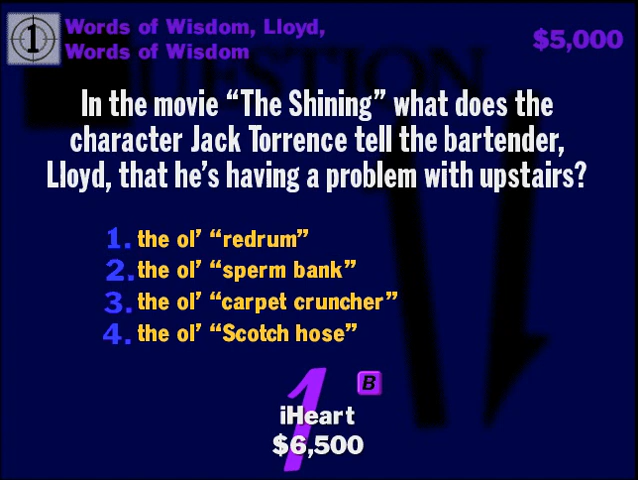 1
Words of Wisdom, Lloyd,
Words of Wisdom
$5,000
QUESTION
In the movie “The Shining” what does the
character Jack Torrence tell the bartender,
Lloyd, that he’s having a problem with upstairs?
1. the ol’ “redrum”
2. the ol’ “sperm bank”
3. the ol’ “carpet cruncher”
4. the ol’ “Scotch hose”
1
B
iHeart
$6,500